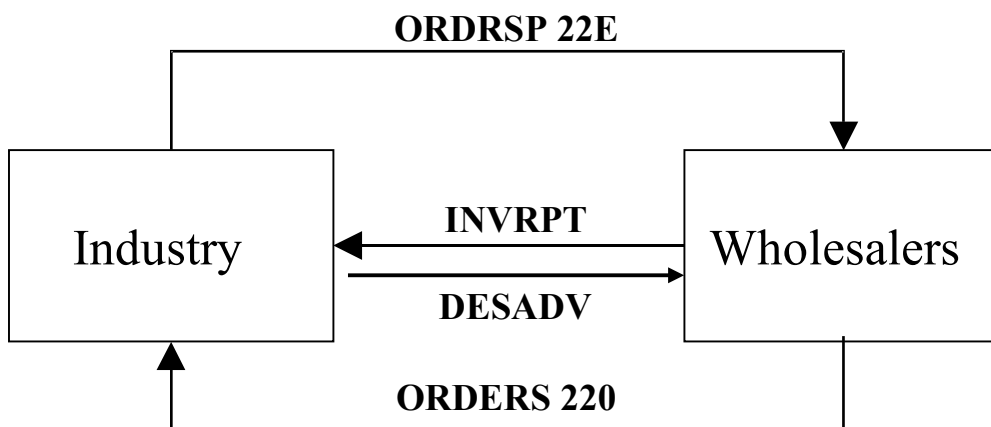 ORDRSP 22E
Industry
INVRPT
DESADV
Wholesalers
ORDERS 220